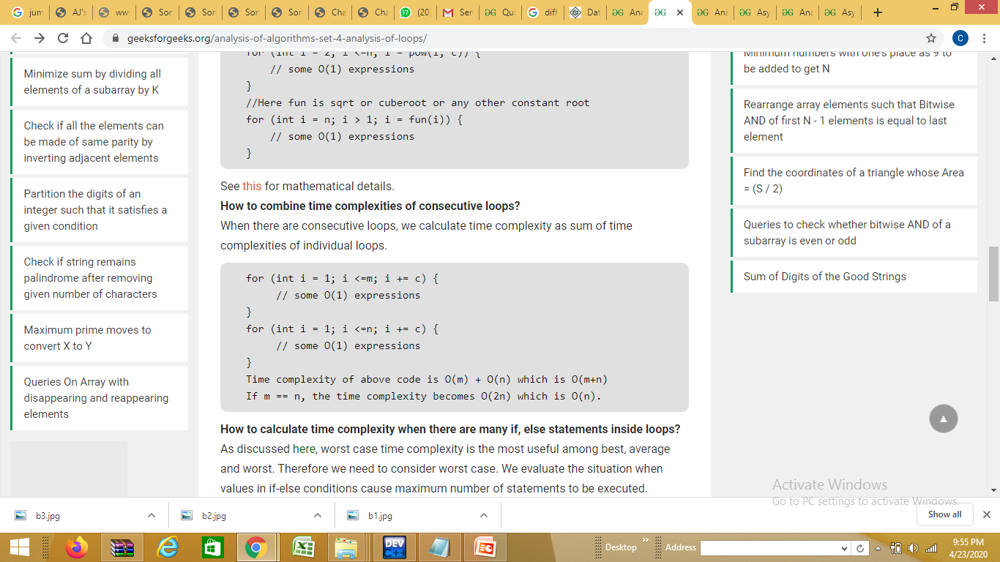 jum
AJ's
ww
Sor
Sor
Sor
Sor
Cha
Cha
17
(20
Ser
Qui
diff
Dat
Ana
Ana
Asy
Ana
Asy
geeksforgeeks.org/analysis-of-algorithms-set-4-analysis-of-loops/
C
Minimize sum by dividing all
elements of a subarray by K
Check if all the elements can
be made of same parity by
inverting adjacent elements
Partition the digits of an
integer such that it satisfies a
given condition
Check if string remains
palindrome after removing
given number of characters
Maximum prime moves to
convert X to Y
Queries On Array with
disappearing and reappearing
elements
for (int i = 2; i <=n; i = pow(i, c)) {
// some O(1) expressions
}
//Here fun is sqrt or cuberoot or any other constant root
for (int i = n; i > 1; i = fun(i)) {
// some O(1) expressions
}
See this for mathematical details.
How to combine time complexities of consecutive loops?
When there are consecutive loops, we calculate time complexity as sum of time
complexities of individual loops.
for (int i = 1; i <=m; i += c) {
// some O(1) expressions
}
for (int i = 1; i <=n; i += c) {
// some O(1) expressions
}
Time complexity of above code is O(m) + O(n) which is O(m+n)
If m == n, the time complexity becomes O(2n) which is O(n).
How to calculate time complexity when there are many if, else statements inside loops?
As discussed here, worst case time complexity is the most useful among best, average
and worst. Therefore we need to consider worst case. We evaluate the situation when
values in if-else conditions cause maximum number of statements to be executed.
Minimum numbers with one's place as 9 to
be added to get N
Rearrange array elements such that Bitwise
AND of first N - 1 elements is equal to last
element
Find the coordinates of a triangle whose Area
= (S / 2)
Queries to check whether bitwise AND of a
subarray is even or odd
Sum of Digits of the Good Strings
Activate Windows
Go to PC settings to activate Windows.
b3.jpg
b2.jpg
b1.jpg
Show all
DEV
Desktop
Address
9:55 PM
4/23/2020